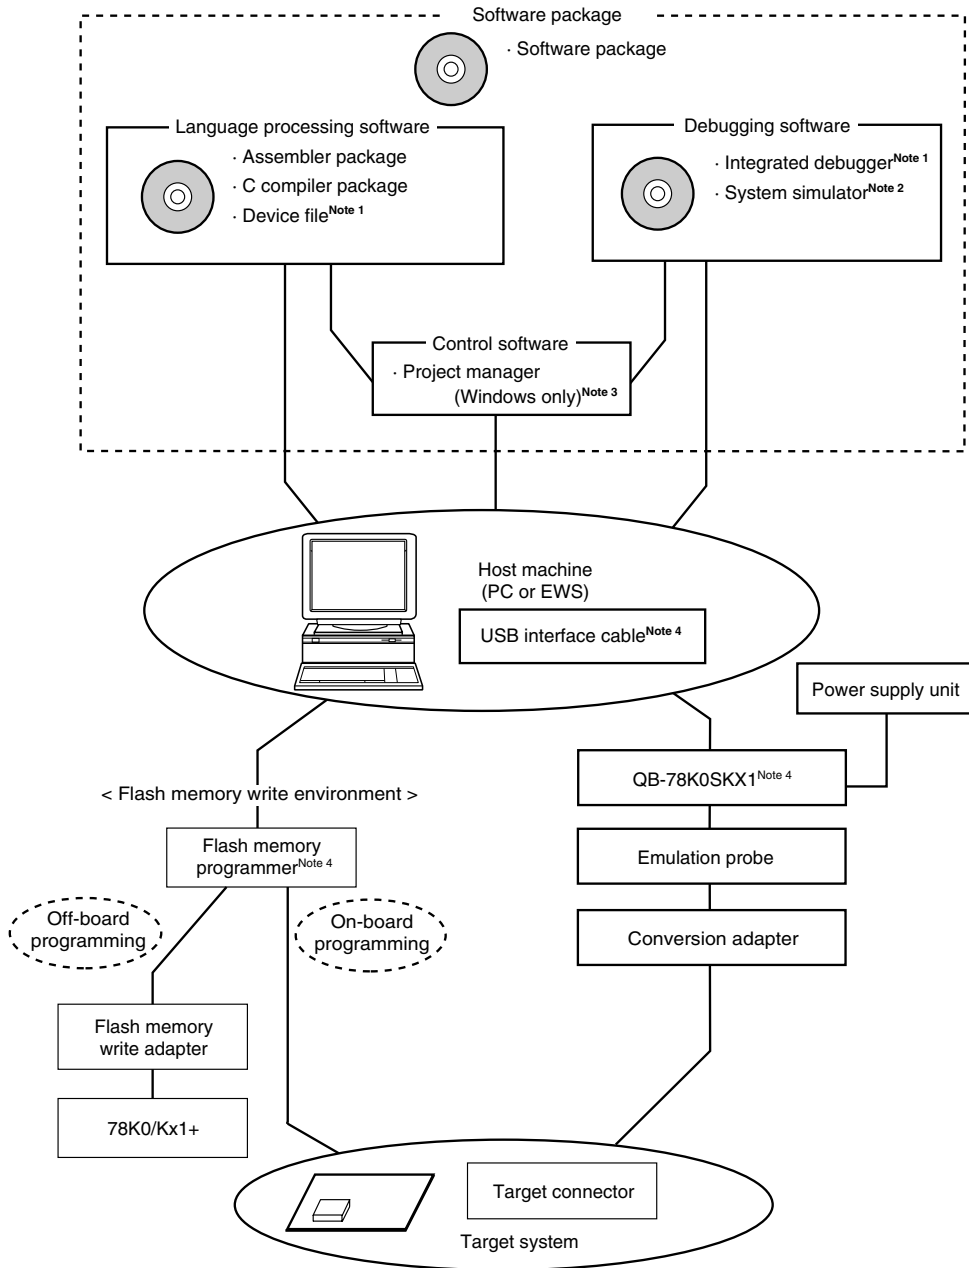 Software package
· Software package
Language processing software
· Assembler package
· C compiler package
· Device file Note 1
Debugging software
· Integrated debugger Note 1
· System simulator Note 2
Control software
· Project manager
(Windows only) Note 3
Host machine
(PC or EWS)
USB interface cable Note 4
Power supply unit
QB-78K0SKX1 Note 4
< Flash memory write environment >
Flash memory
programmer Note 4
Emulation probe
Off-board
programming
On-board
programming
Conversion adapter
Flash memory
write adapter
78K0/Kx1+
Target connector
Target system